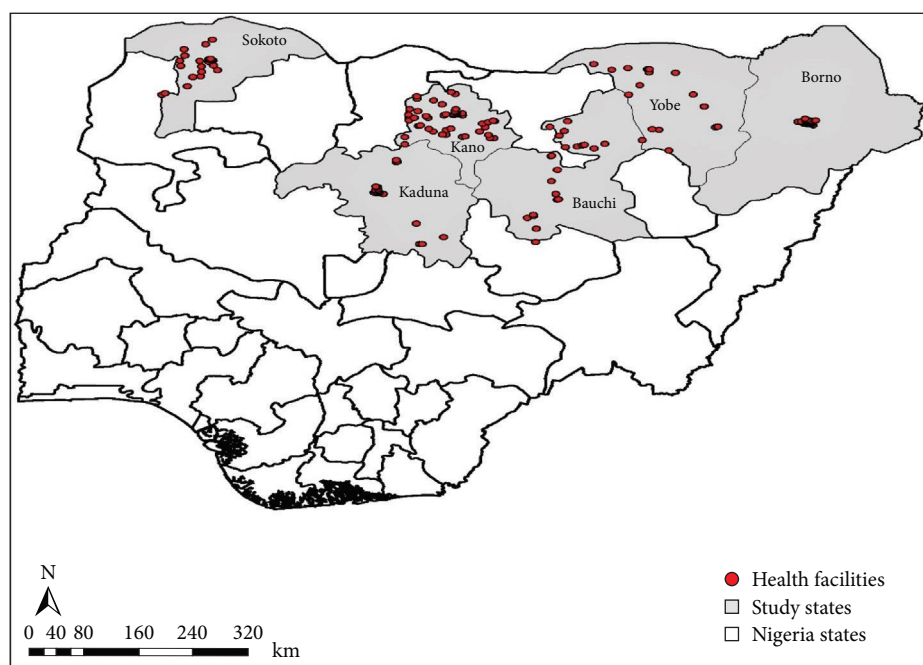 Sokoto
Borno
Yobe
Kano
Kaduna
Bauchi
N
0 40 80 160 240 320
km
Health facilities
Study states
Nigeria states